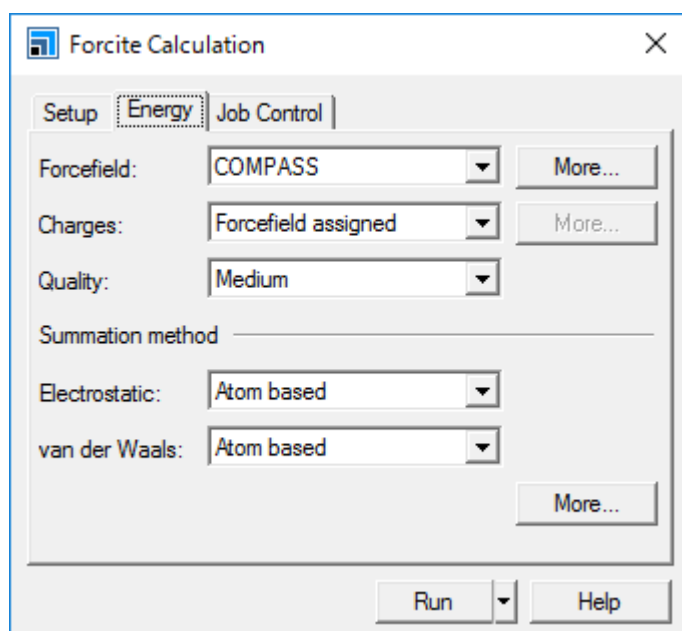 Forcite Calculation
Setup Energy Job Control
Forcefield: COMPASS More...
Charges: Forcefield assigned More...
Quality: Medium
Summation method
Electrostatic: Atom based
van der Waals: Atom based
More...
Run Help